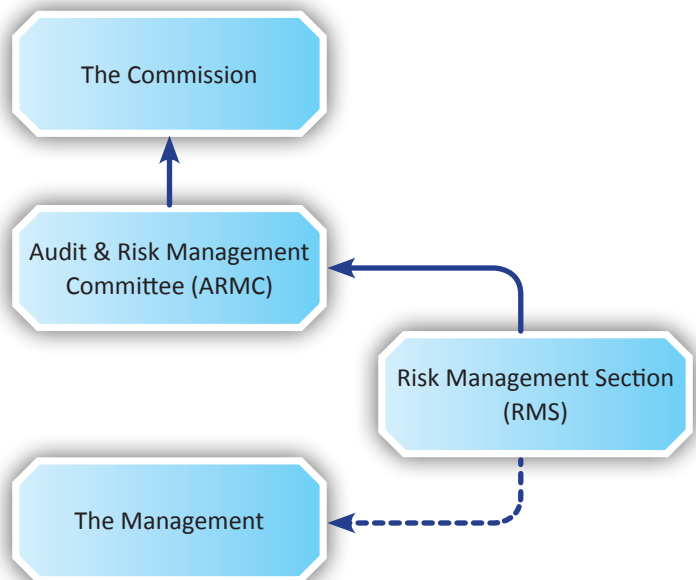 The Commission
Audit & Risk Management
Committee (ARMC)
Risk Management Section
(RMS)
The Management